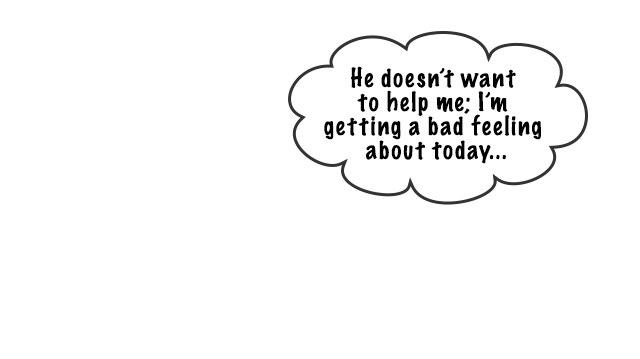 He doesn't want
to help me; I'm
getting a bad feeling
about today...